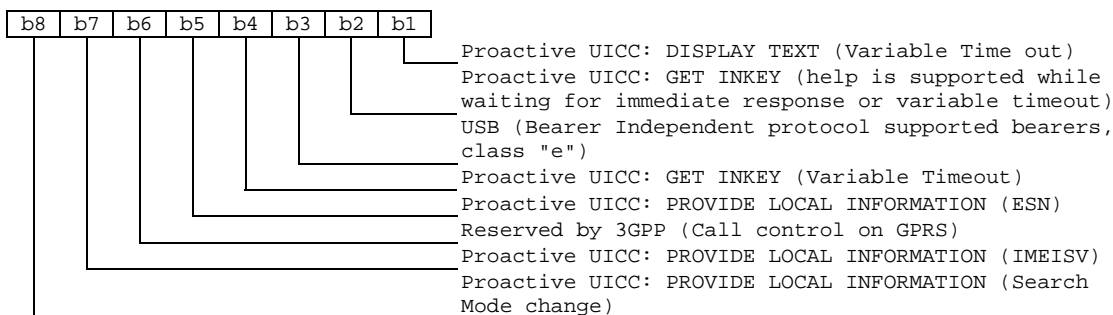 b8 b7 b6 b5 b4 b3 b2 b1
Proactive UICC: DISPLAY TEXT (Variable Time out)
Proactive UICC: GET INKEY (help is supported while
waiting for immediate response or variable timeout)
USB (Bearer Independent protocol supported bearers,
class "e")
Proactive UICC: GET INKEY (Variable Timeout)
Proactive UICC: PROVIDE LOCAL INFORMATION (ESN)
Reserved by 3GPP (Call control on GPRS)
Proactive UICC: PROVIDE LOCAL INFORMATION (IMEISV)
Proactive UICC: PROVIDE LOCAL INFORMATION (Search
Mode change)